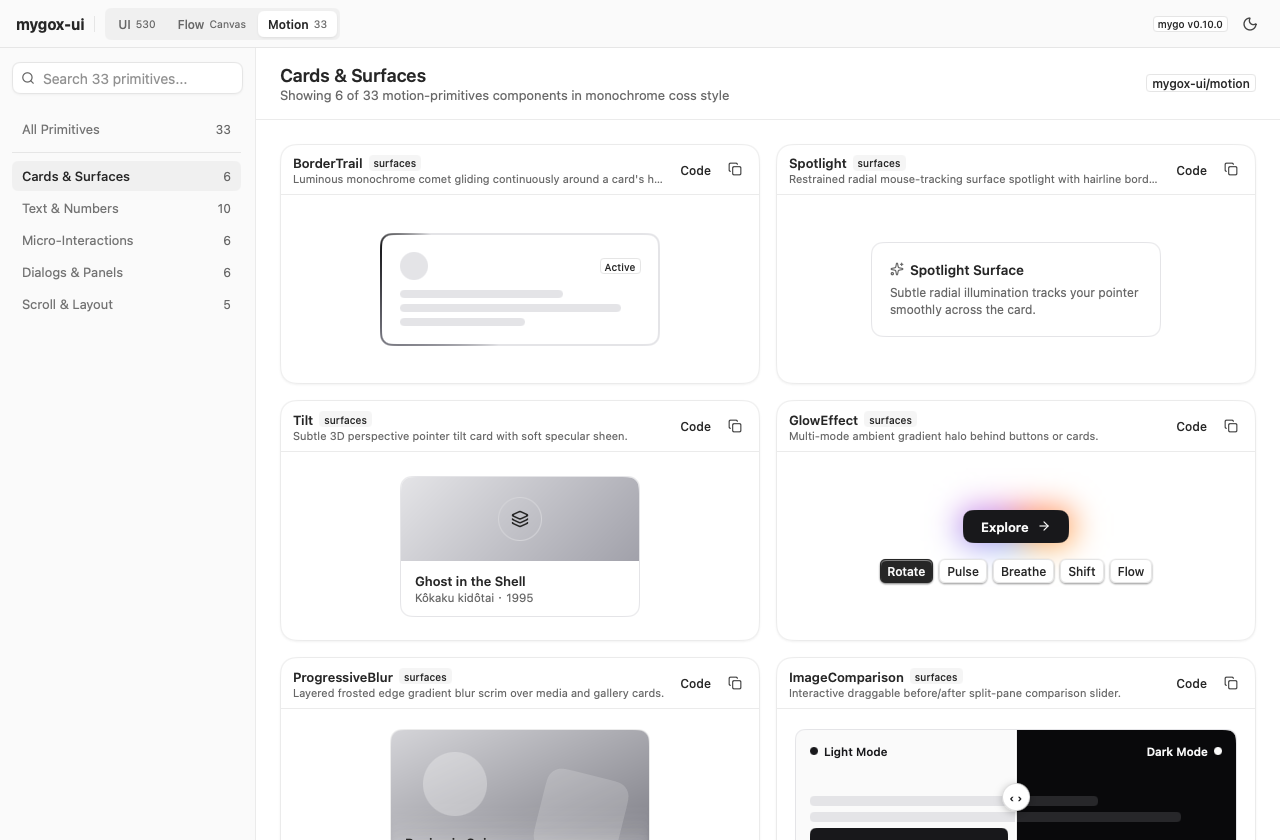 mygox-ui
UI 530
Flow Canvas
Motion 33
mygo v0.10.0
Search 33 primitives...
All Primitives 33
Cards & Surfaces 6
Text & Numbers 10
Micro-Interactions 6
Dialogs & Panels 6
Scroll & Layout 5
Cards & Surfaces
Showing 6 of 33 motion-primitives components in monochrome coss style
mygox-ui/motion
BorderTrail surfaces
Luminous monochrome comet gliding continuously around a card's h...
Code
Active
Spotlight surfaces
Restrained radial mouse-tracking surface spotlight with hairline bord...
Code
Spotlight Surface
Subtle radial illumination tracks your pointer
smoothly across the card.
Tilt surfaces
Subtle 3D perspective pointer tilt card with soft specular sheen.
Code
Ghost in the Shell
Kôkaku kidôtai · 1995
GlowEffect surfaces
Multi-mode ambient gradient halo behind buttons or cards.
Code
Explore
Rotate Pulse Breathe Shift Flow
ProgressiveBlur surfaces
Layered frosted edge gradient blur scrim over media and gallery cards.
Code
ImageComparison surfaces
Interactive draggable before/after split-pane comparison slider.
Code
Light Mode
Dark Mode